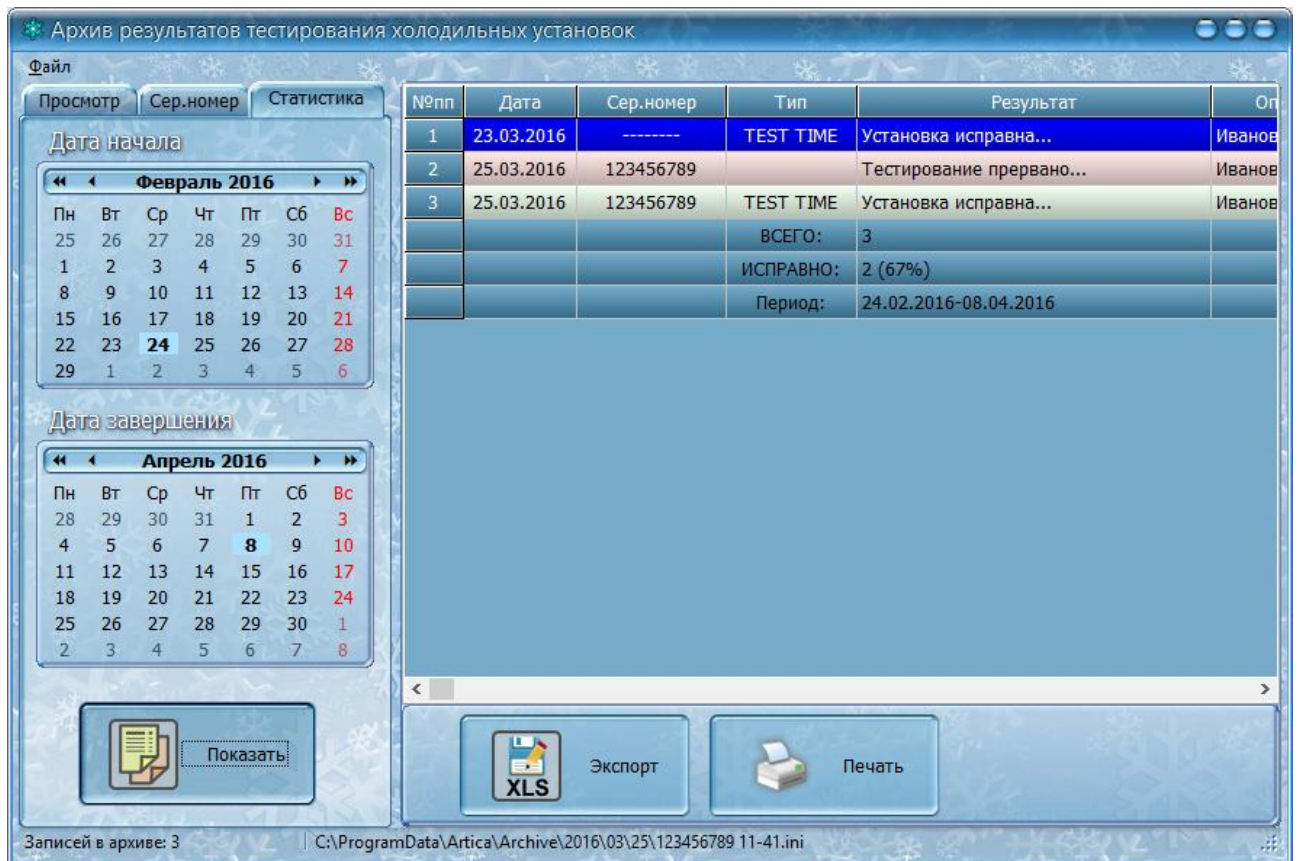 Архив результатов тестирования холодильных установок
Файл
Просмотр Сер.номер Статистика
Дата начала
Февраль 2016
Пн Вт Ср Чт Пт Сб Вс
25 26 27 28 29 30 31
1 2 3 4 5 6 7
8 9 10 11 12 13 14
15 16 17 18 19 20 21
22 23 24 25 26 27 28
29 1 2 3 4 5 6
Дата завершения
Апрель 2016
Пн Вт Ср Чт Пт Сб Вс
28 29 30 31 1 2 3
4 5 6 7 8 9 10
11 12 13 14 15 16 17
18 19 20 21 22 23 24
25 26 27 28 29 30 1
2 3 4 5 6 7 8
Показать
№пп Дата Сер.номер Тип Результат Оп
1 23.03.2016 -------- TEST TIME Установка исправна... Иванов
2 25.03.2016 123456789 Тестирование прервано... Иванов
3 25.03.2016 123456789 TEST TIME Установка исправна... Иванов
ВСЕГО: 3
ИСПРАВНО: 2 (67%)
Период: 24.02.2016-08.04.2016
XLS Экспорт Печать
Записей в архиве: 3 C:\ProgramData\Artica\Archive\2016\03\25\123456789 11-41.ini